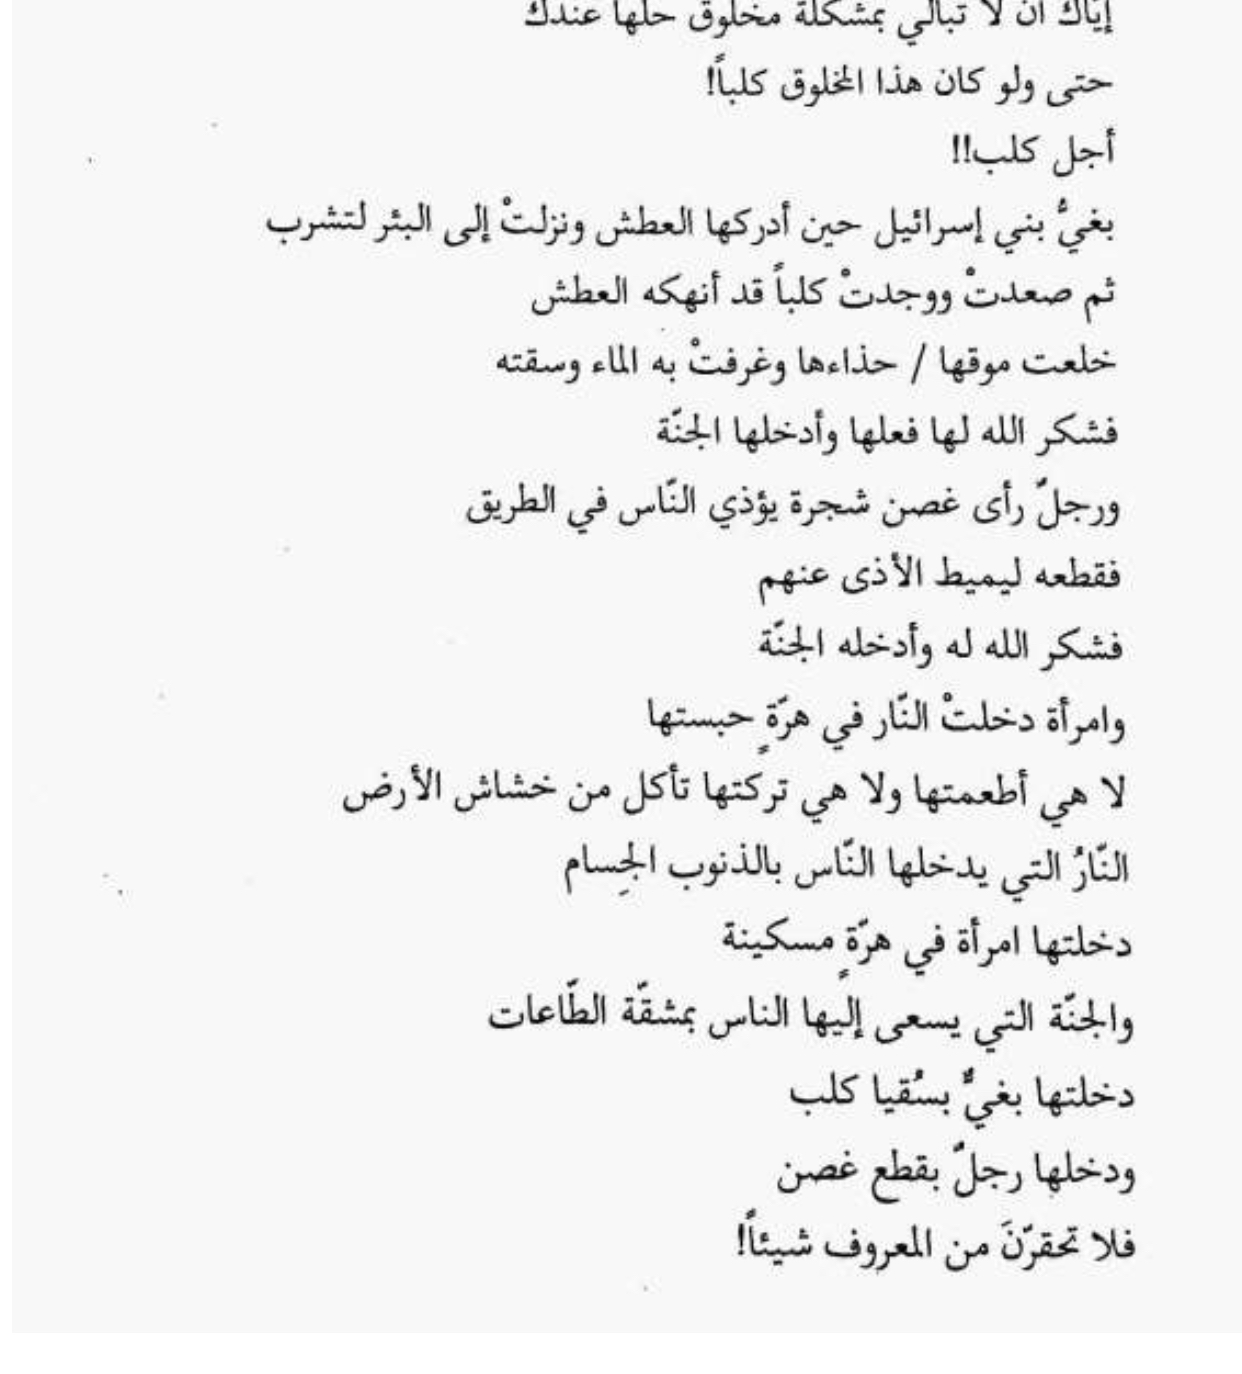 إيّاك أن لا تبالي بمشكلة مخلوق حلها عندك
حتى ولو كان هذا المخلوق كلباً!
أجل كلب!!
بغيُّ بني إسرائيل حين أدركها العطش ونزلتْ إلى البئر لتشرب
ثم صعدتْ ووجدتْ كلباً قد أنهكه العطش
خلعت موقها / حذاءها وغرفتْ به الماء وسقته
فشكر الله لها فعلها وأدخلها الجنّة
ورجلٌ رأى غصن شجرة يؤذي النّاس في الطريق
فقطعه ليميط الأذى عنهم
فشكر الله له وأدخله الجنّة
وامرأة دخلتْ النّار في هرّةٍ حبستها
لا هي أطعمتها ولا هي تركتها تأكل من خشاش الأرض
النّارُ التي يدخلها النّاس بالذنوب الجِسام
دخلتها امرأة في هرّةٍ مسكينة
والجنّة التي يسعى إليها الناس بمشقّة الطّاعات
دخلتها بغيٌّ بسُقيا كلب
ودخلها رجلٌ بقطع غصن
فلا تحقرّنَ من المعروف شيئاً!